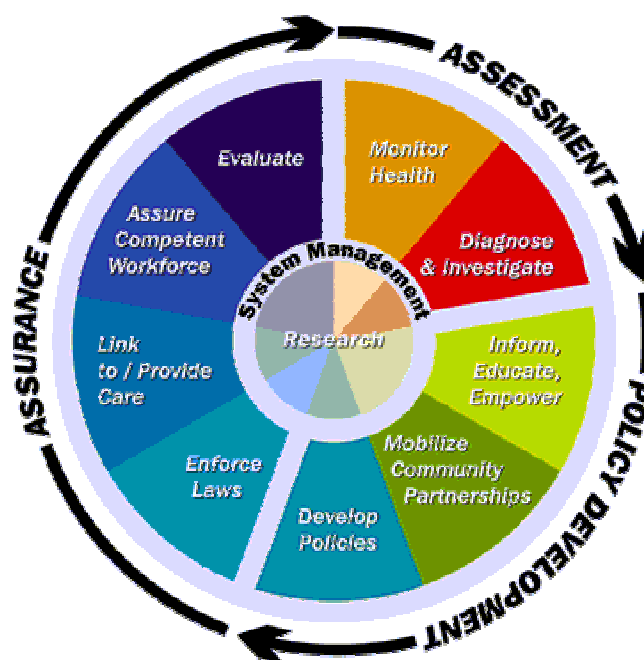 ASSESSMENT
Monitor
Health
Diagnose
& Investigate
POLICY DEVELOPMENT
Inform,
Educate,
Empower
Mobilize
Community
Partnerships
Develop
Policies
ASSURANCE
Enforce
Laws
Link
to / Provide
Care
Assure
Competent
Workforce
Evaluate
System Management
Research